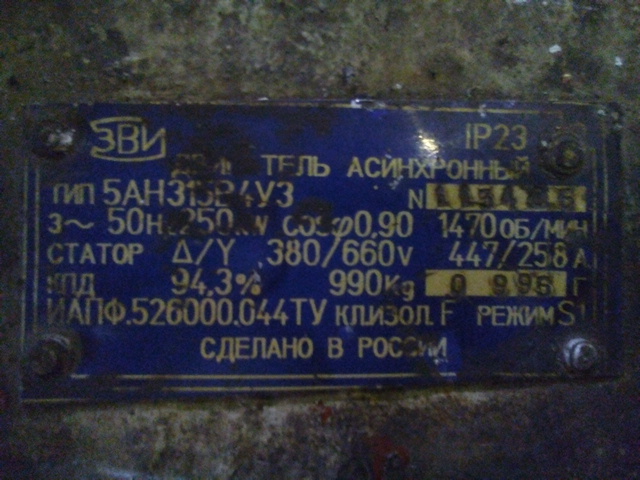 ЗВИ IP23
ДВИГАТЕЛЬ АСИНХРОННЫЙ
ТИП 5АН315В4У3 N
3~ 50Hz 250kW cosφ0,90 1470 ОБ/МИН
СТАТОР Δ/Y 380/660V 447/258 А
КПД 94,3% 990Kg Г
ИАПФ.526000.044ТУ КЛ.ИЗОЛ. F РЕЖИМ S1
СДЕЛАНО В РОССИИ